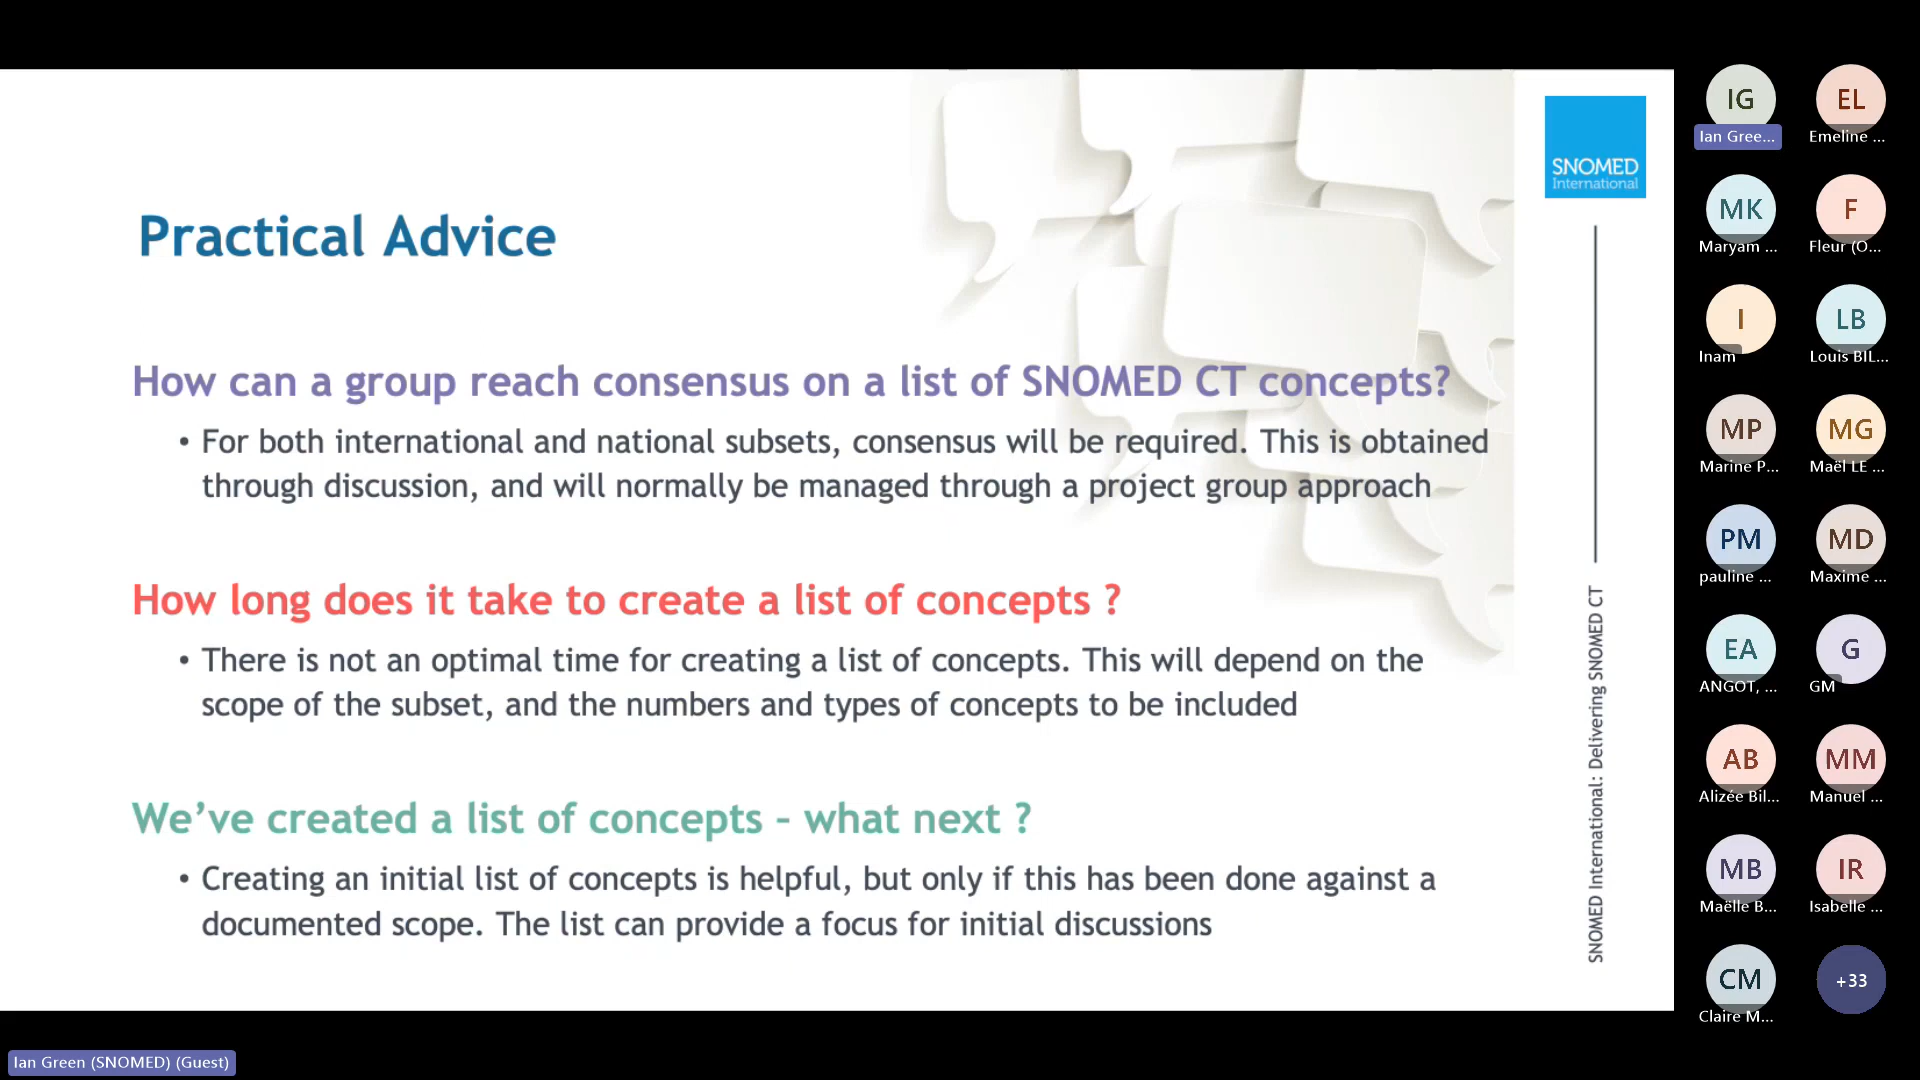 Practical Advice
How can a group reach consensus on a list of SNOMED CT concepts?
• For both international and national subsets, consensus will be required. This is obtained
through discussion, and will normally be managed through a project group approach
How long does it take to create a list of concepts ?
• There is not an optimal time for creating a list of concepts. This will depend on the
scope of the subset, and the numbers and types of concepts to be included
We’ve created a list of concepts – what next ?
• Creating an initial list of concepts is helpful, but only if this has been done against a
documented scope. The list can provide a focus for initial discussions
SNOMED
International
SNOMED International: Delivering SNOMED CT
IG
Ian Gree...
EL
Emeline ...
MK
Maryam ...
F
Fleur (O...
I
Inam
LB
Louis BIL...
MP
Marine P...
MG
Maël LE ...
PM
pauline ...
MD
Maxime ...
EA
ANGOT, ...
G
GM
AB
Alizée Bil...
MM
Manuel ...
MB
Maëlle B...
IR
Isabelle ...
CM
Claire M...
+33
Ian Green (SNOMED) (Guest)